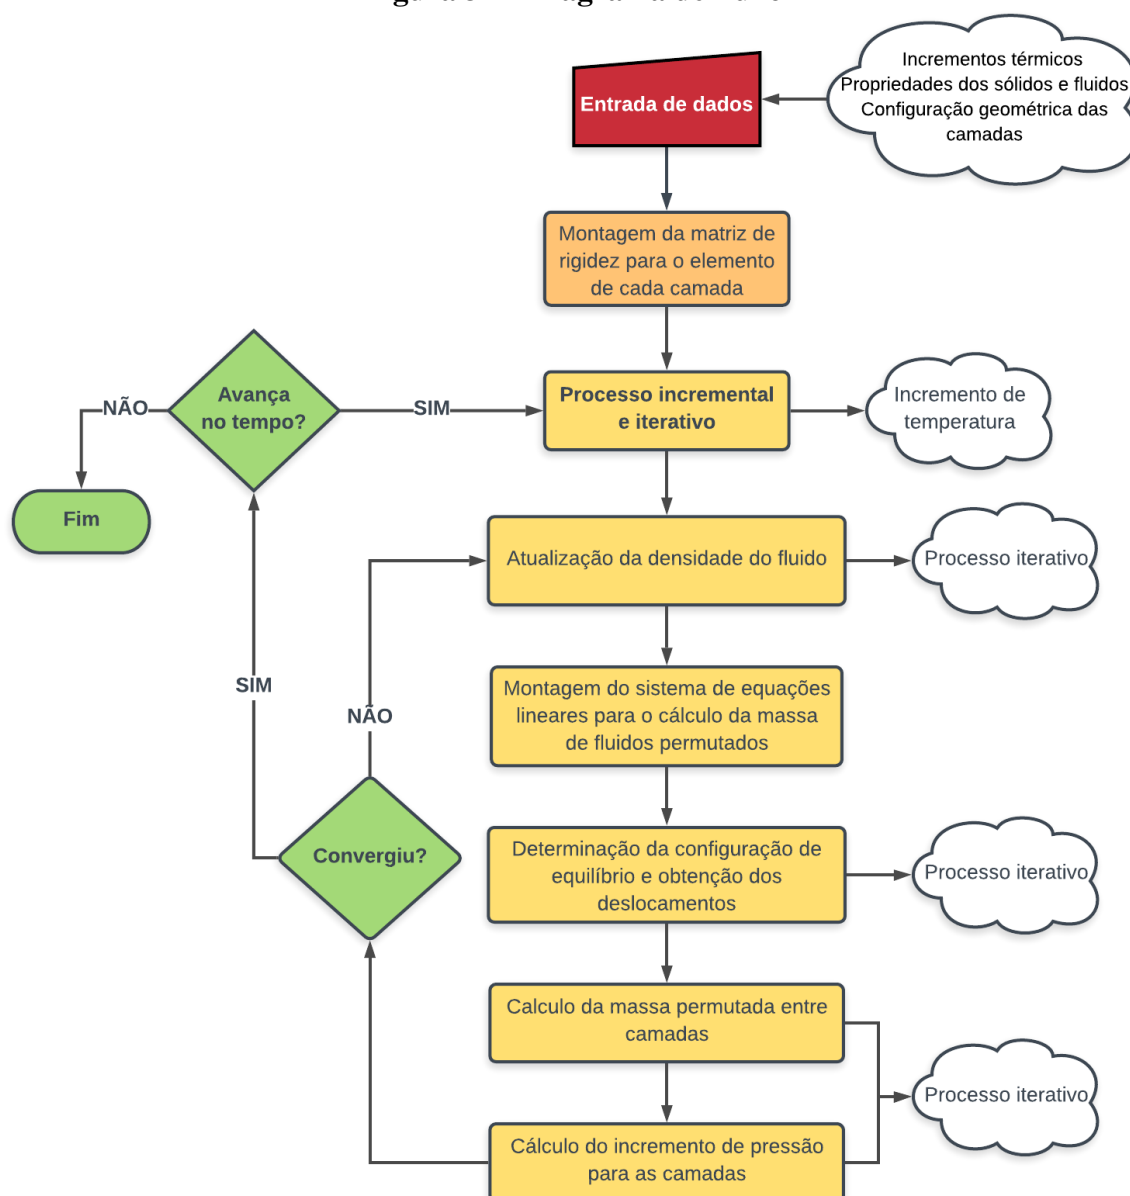 Incrementos térmicos
Propriedades dos sólidos e fluidos
Configuração geométrica das
camadas
Entrada de dados
Montagem da matriz de
rigidez para o elemento
de cada camada
Avança
no tempo?
NÃO
SIM
Processo incremental
e iterativo
Incremento de
temperatura
Fim
Atualização da densidade do fluido
Processo iterativo
SIM
NÃO
Montagem do sistema de equações
lineares para o cálculo da massa
de fluidos permutados
Convergiu?
Determinação da configuração de
equilíbrio e obtenção dos
deslocamentos
Processo iterativo
Calculo da massa permutada entre
camadas
Processo iterativo
Cálculo do incremento de pressão
para as camadas